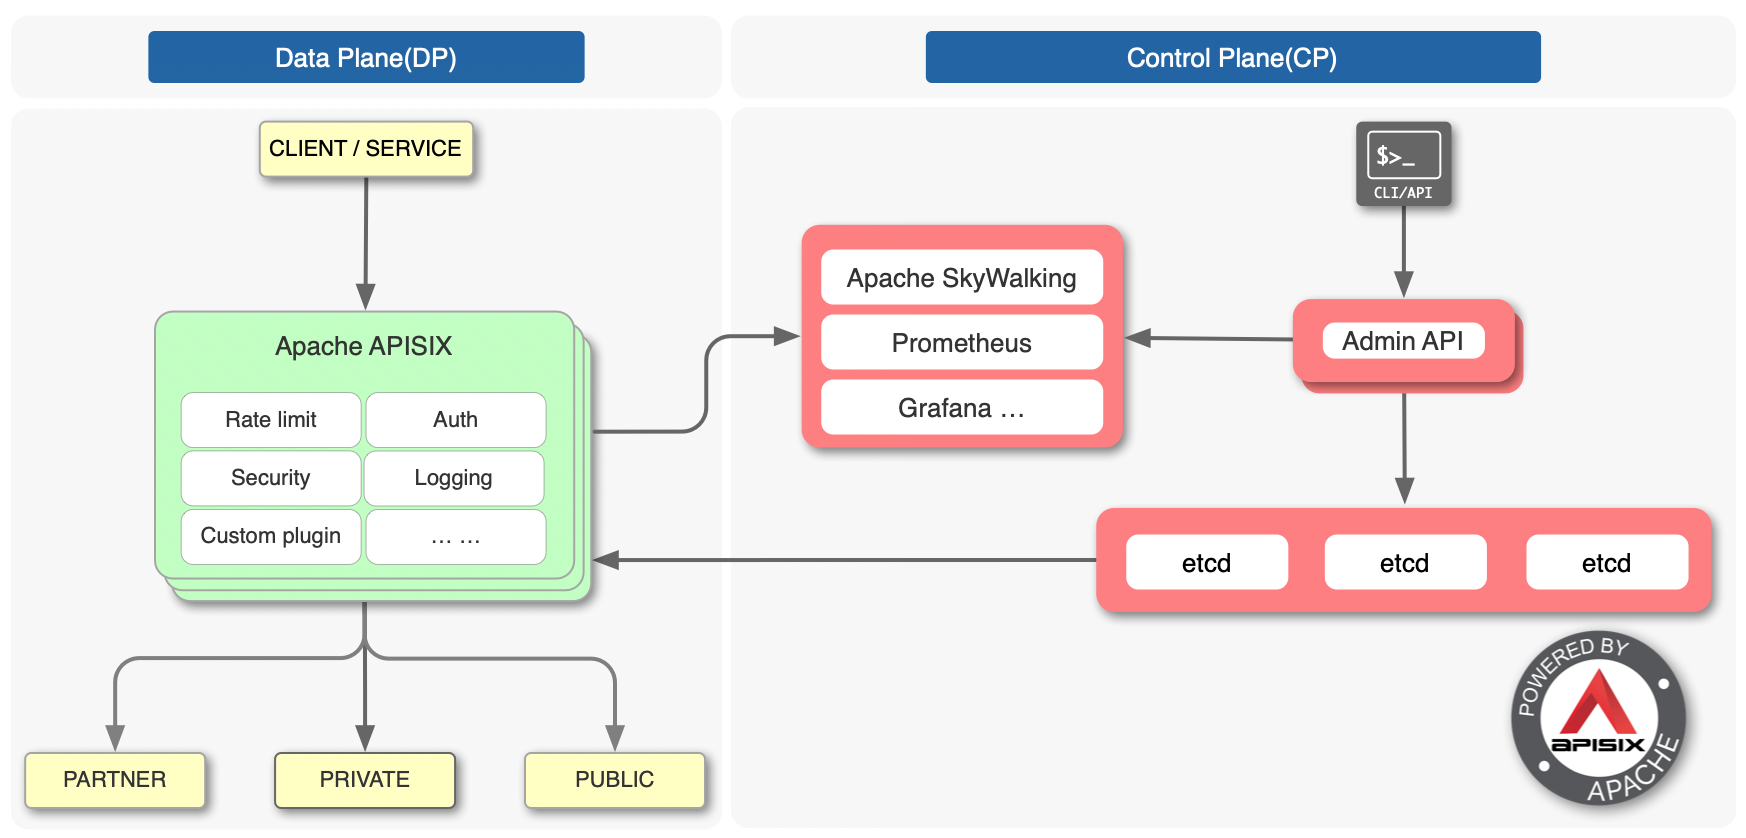 Data Plane(DP)
Control Plane(CP)
CLIENT / SERVICE
$>_
CLI/API
Apache APISIX
Rate limit
Auth
Security
Logging
Custom plugin
... ...
Apache SkyWalking
Prometheus
Grafana ...
Admin API
etcd
etcd
etcd
PARTNER
PRIVATE
PUBLIC
POWERED BY
APISIX
APACHE